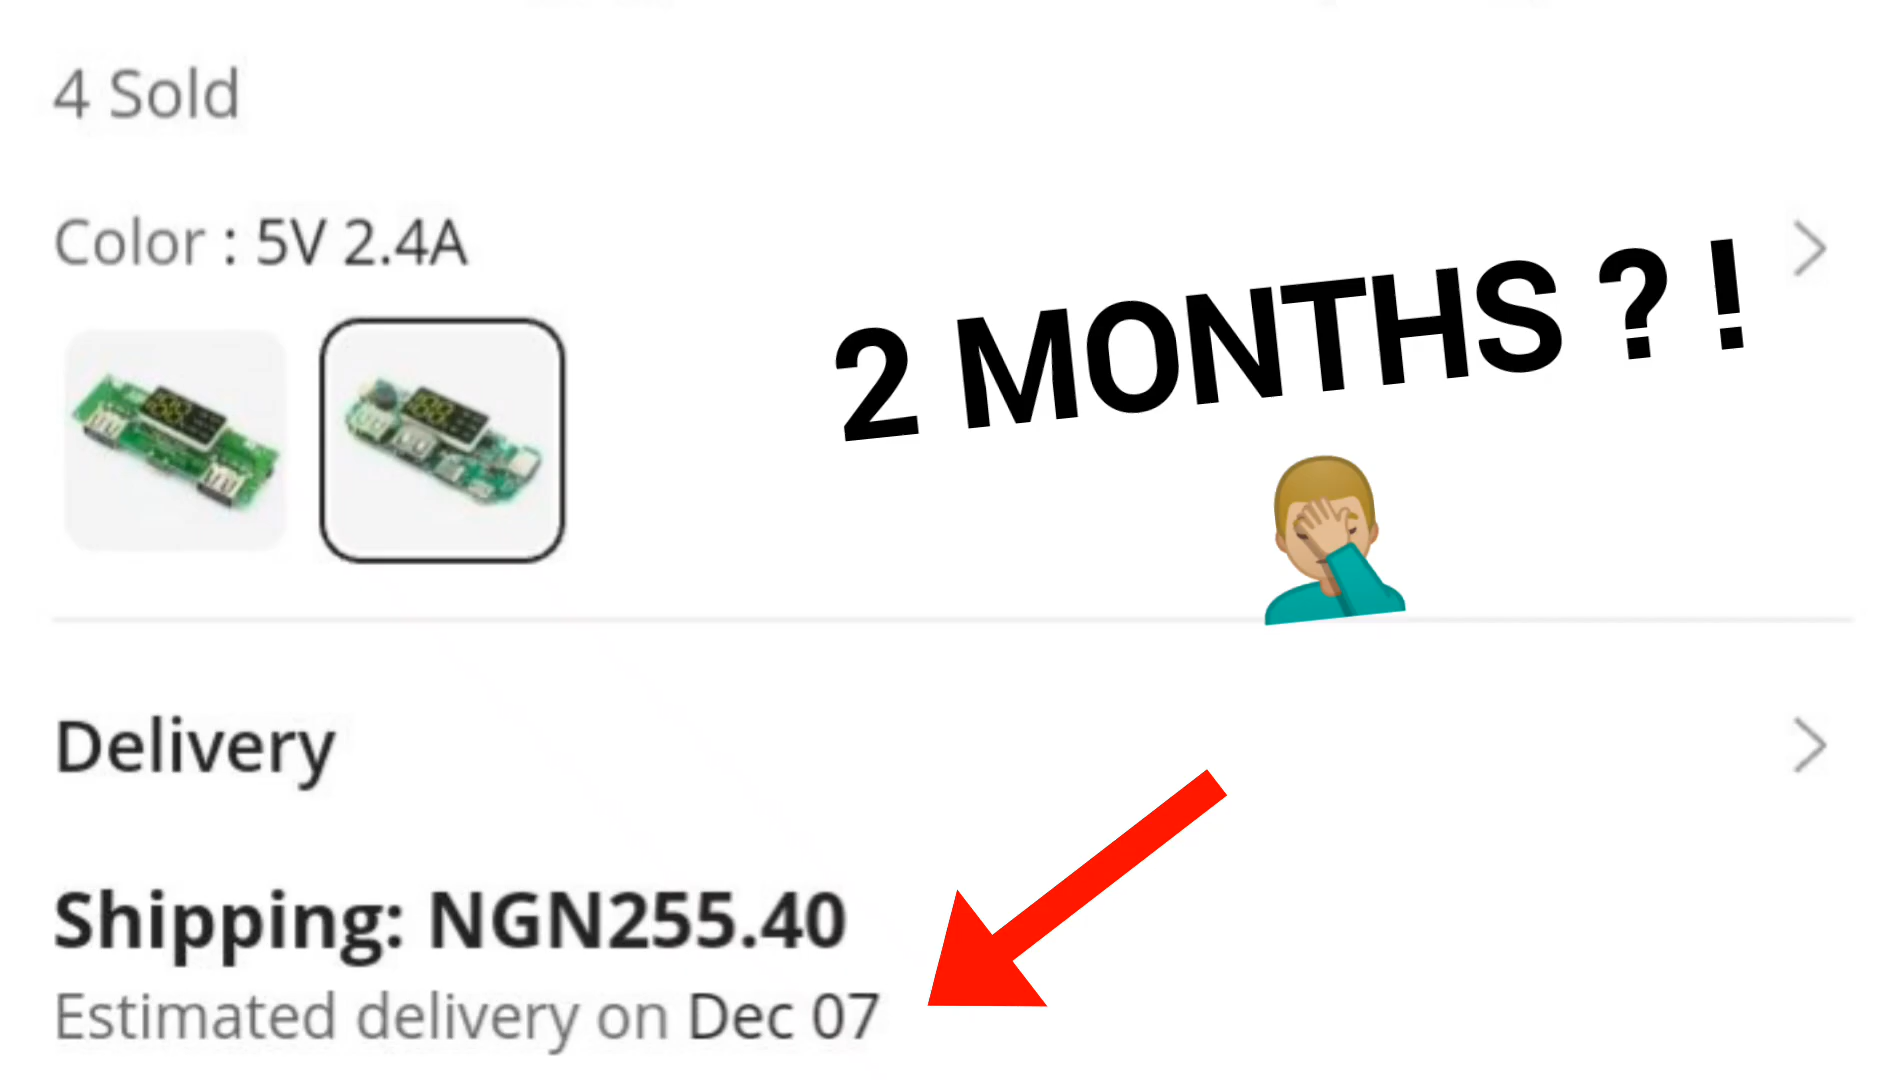 4 Sold
Color : 5V 2.4A
2 MONTHS ? !
Delivery
Shipping: NGN255.40
Estimated delivery on Dec 07